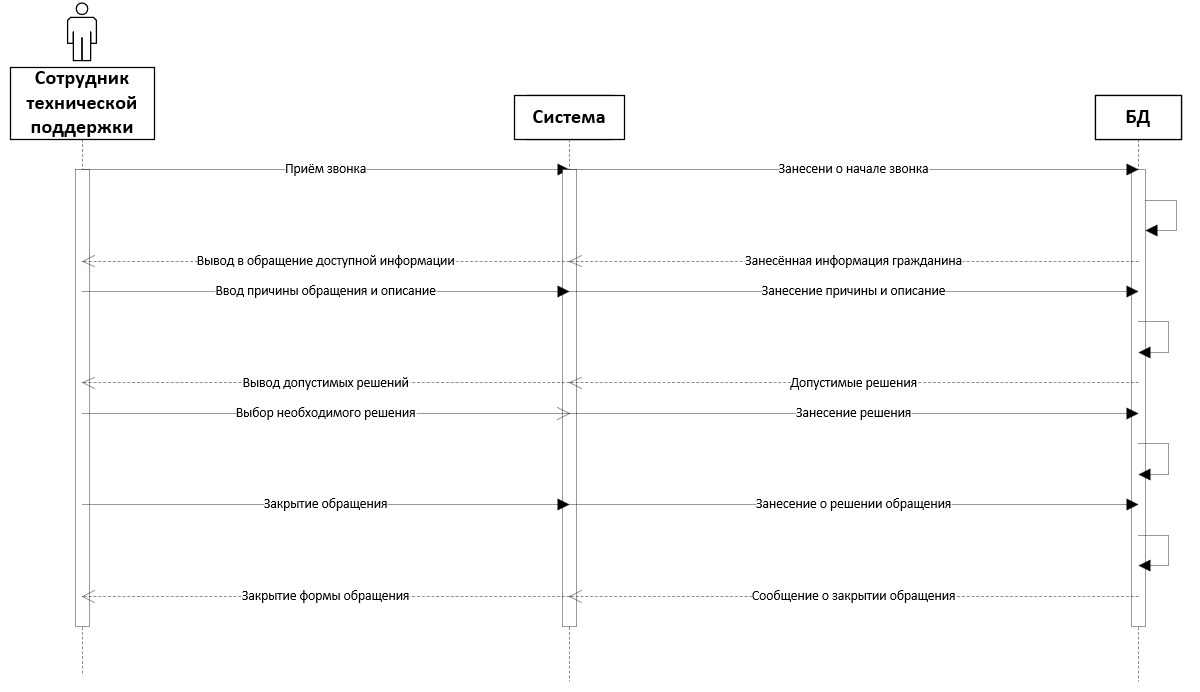 Сотрудник
технической
поддержки
Система
БД
Приём звонка
Занесени о начале звонка
Вывод в обращение доступной информации
Занесённая информация гражданина
Ввод причины обращения и описание
Занесение причины и описание
Вывод допустимых решений
Допустимые решения
Выбор необходимого решения
Занесение решения
Закрытие обращения
Занесение о решении обращения
Закрытие формы обращения
Сообщение о закрытии обращения